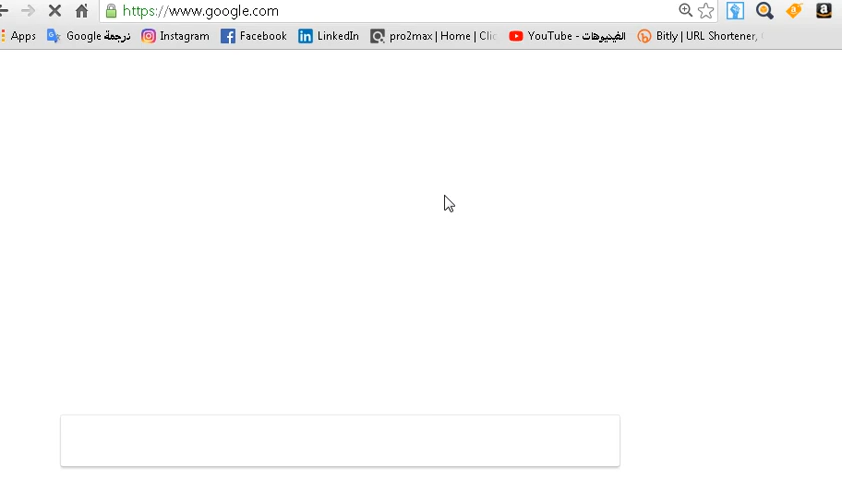 https://www.google.com
Apps Google ترجمة Instagram Facebook LinkedIn pro2max | Home | Clic YouTube - الفيديوهات Bitly | URL Shortener,